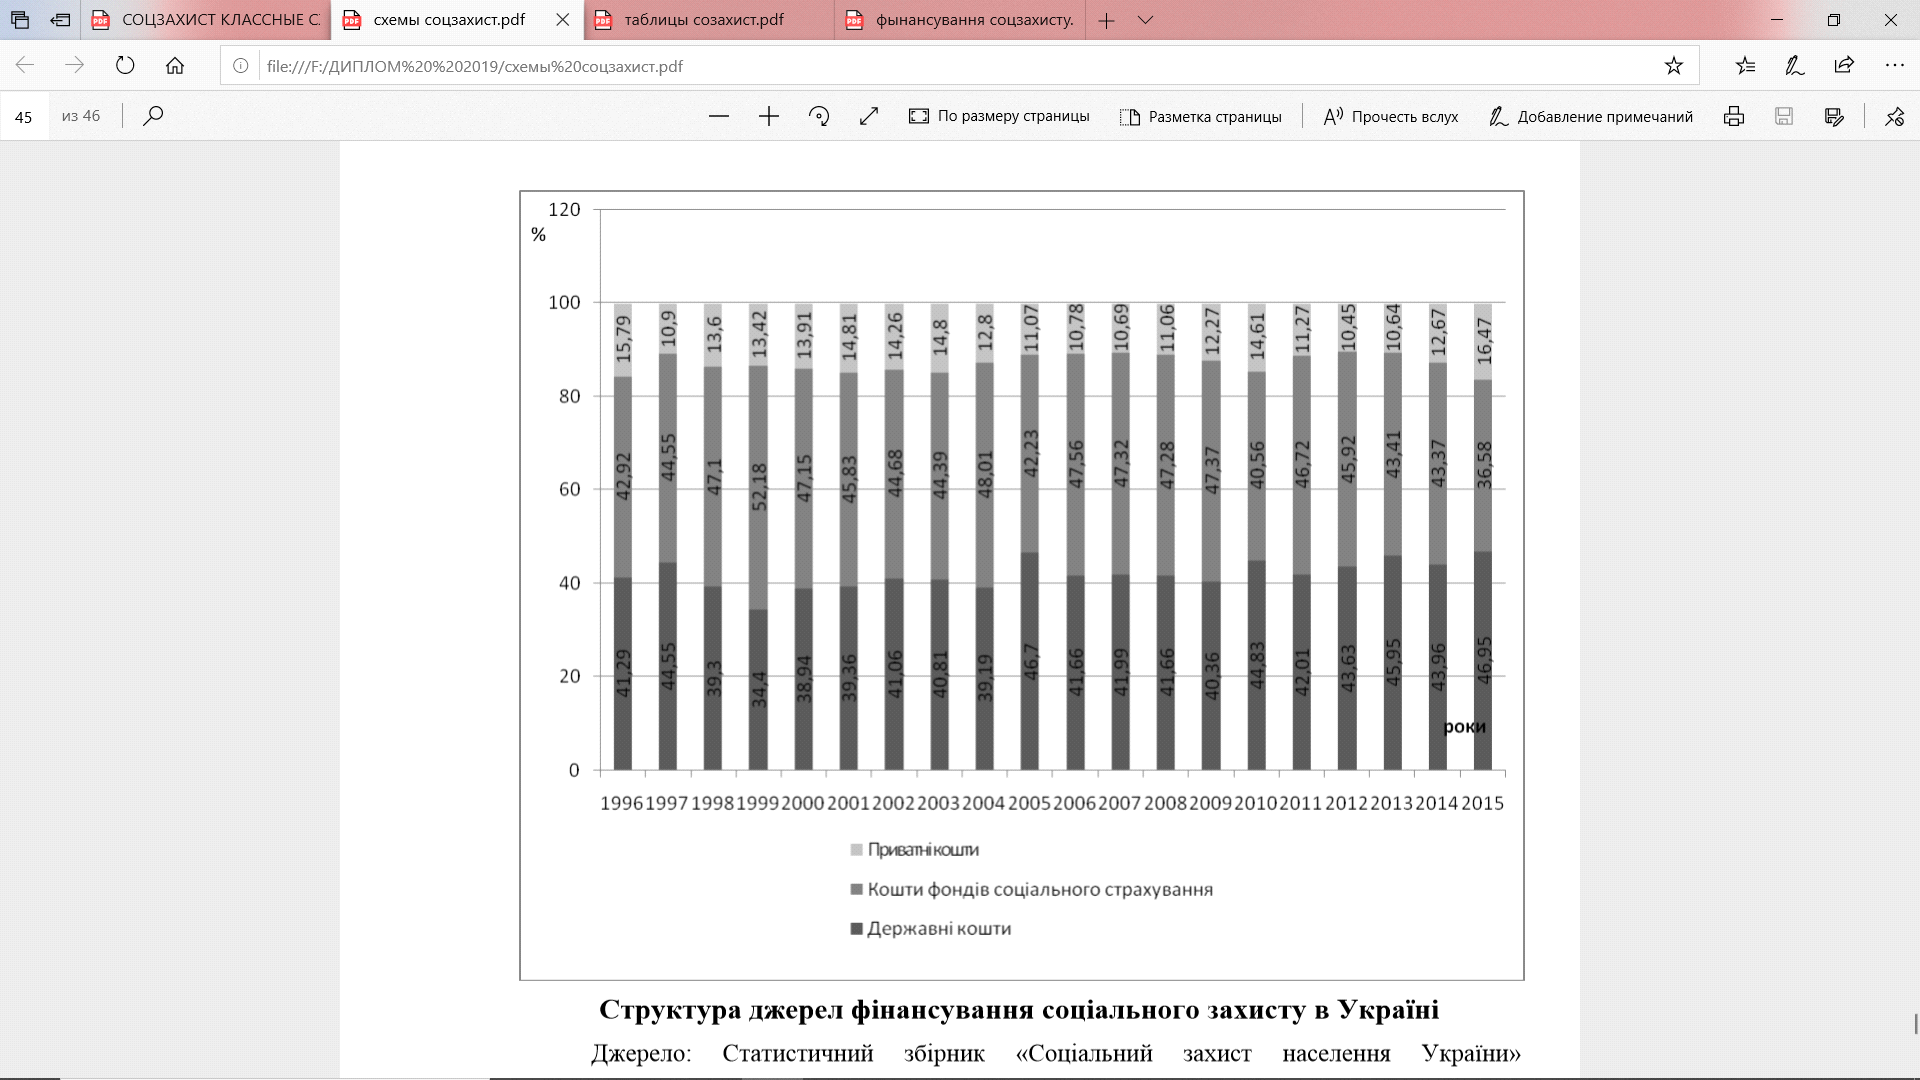 СОЦЗАХИСТ КЛАССНЫЕ С
схемы соцзахист.pdf
таблицы созахист.pdf
фынансування соцзахисту.
file:///F:/ДИПЛОМ%20%202019/схемы%20соцзахист.pdf
45 из 46
По размеру страницы
Разметка страницы
Прочесть вслух
Добавление примечаний
120
%
100
80
60
40
20
0
15,79 10,9 13,6 13,42 13,91 14,81 14,26 14,8 12,8 11,07 10,78 10,69 11,06 12,27 14,61 11,27 10,45 10,64 12,67 16,47
42,92 44,55 47,1 52,18 47,15 45,83 44,68 44,39 48,01 42,23 47,56 47,32 47,28 47,37 40,56 46,72 45,92 43,41 43,37 36,58
41,29 44,55 39,3 34,4 38,94 39,36 41,06 40,81 39,19 46,7 41,66 41,99 41,66 40,36 44,83 42,01 43,63 45,95 43,96 46,95
роки
1996 1997 1998 1999 2000 2001 2002 2003 2004 2005 2006 2007 2008 2009 2010 2011 2012 2013 2014 2015
Приватні кошти
Кошти фондів соціального страхування
Державні кошти
Структура джерел фінансування соціального захисту в Україні
Джерело: Статистичний збірник «Соціальний захист населення України»